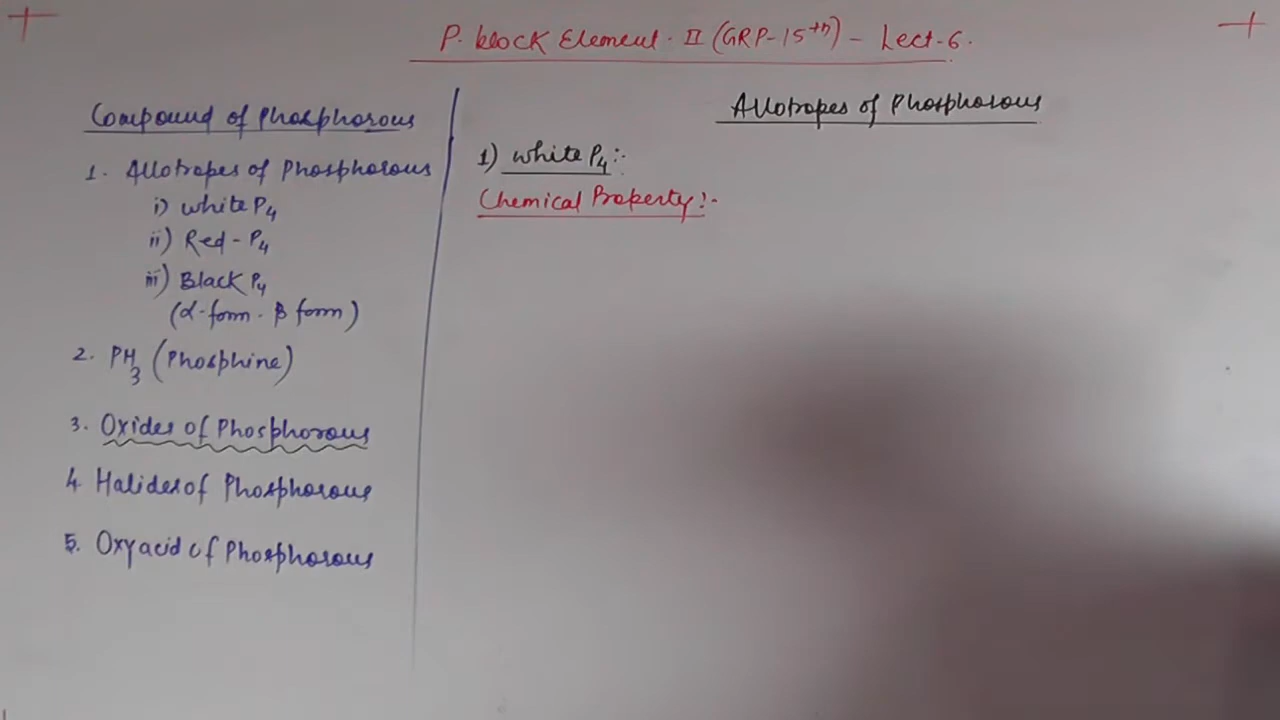 P. block Element. II (GRP-15th) - Lect-6.
Compound of Phosphorous
1. Allotropes of Phosphorous
i) white P4
ii) Red - P4
iii) Black P4
(α-form - β form)
2. PH3 (Phosphine)
3. Oxides of Phosphorous
4 Halides of Phosphorous
5. Oxyacid of Phosphorous
Allotropes of Phosphorous
1) white P4:-
Chemical Property:-